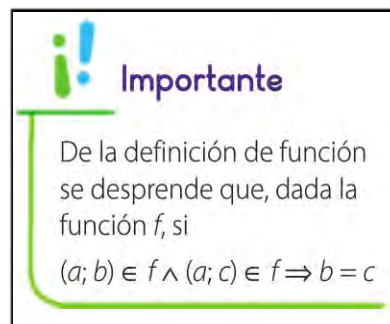 ¡!
Importante
De la definición de función
se desprende que, dada la
función f, si
(a; b) ∈ f ∧ (a; c) ∈ f ⇒ b = c